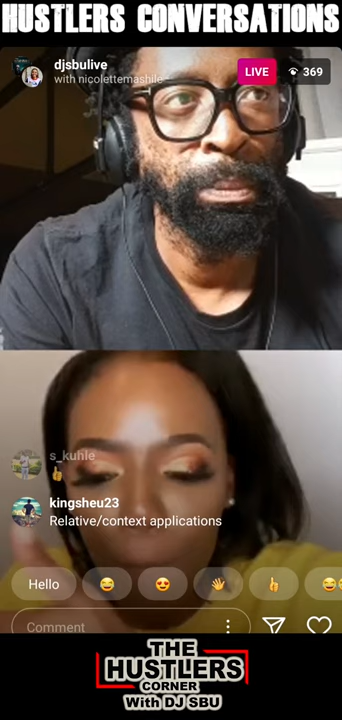 HUSTLERS CONVERSATIONS
djsbulive
with nicolettemashile
LIVE
369
s_kuhle
kingsheu23
Relative/context applications
Hello
Comment
THE
HUSTLERS
CORNER
With DJ SBU